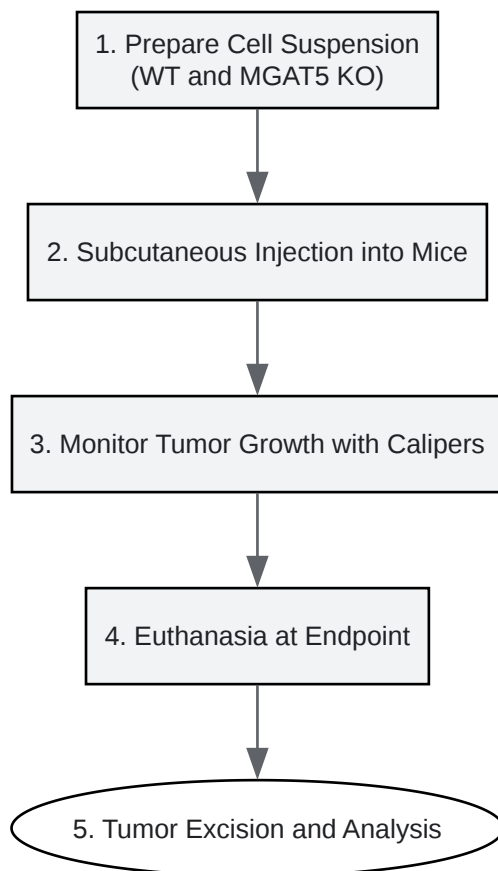 1. Prepare Cell Suspension
(WT and MGAT5 KO)
2. Subcutaneous Injection into Mice
3. Monitor Tumor Growth with Calipers
4. Euthanasia at Endpoint
5. Tumor Excision and Analysis